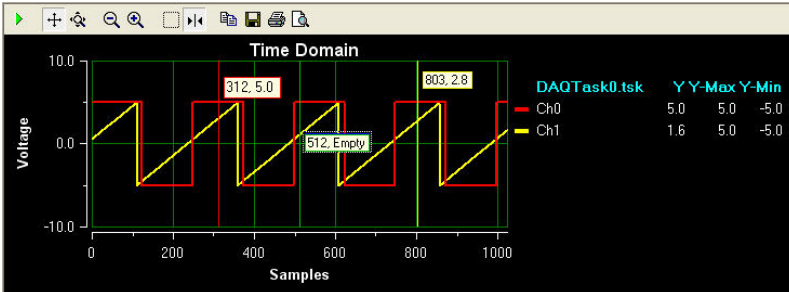 Time Domain
10.0
0.0
-10.0
Voltage
312, 5.0
803, 2.8
512, Empty
0 200 400 600 800 1000
Samples
DAQTask0.tsk Y Y-Max Y-Min
Ch0 5.0 5.0 -5.0
Ch1 1.6 5.0 -5.0